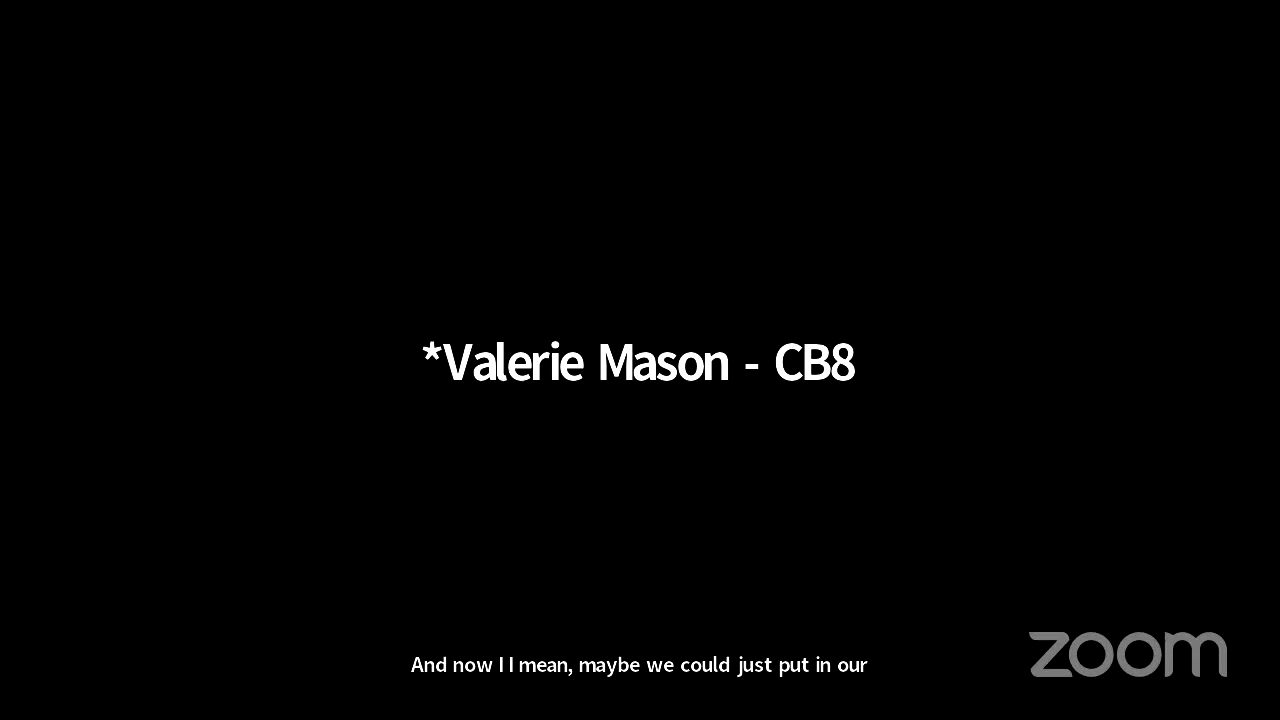 *Valerie Mason - CB8
And now I I mean, maybe we could just put in our
zoom